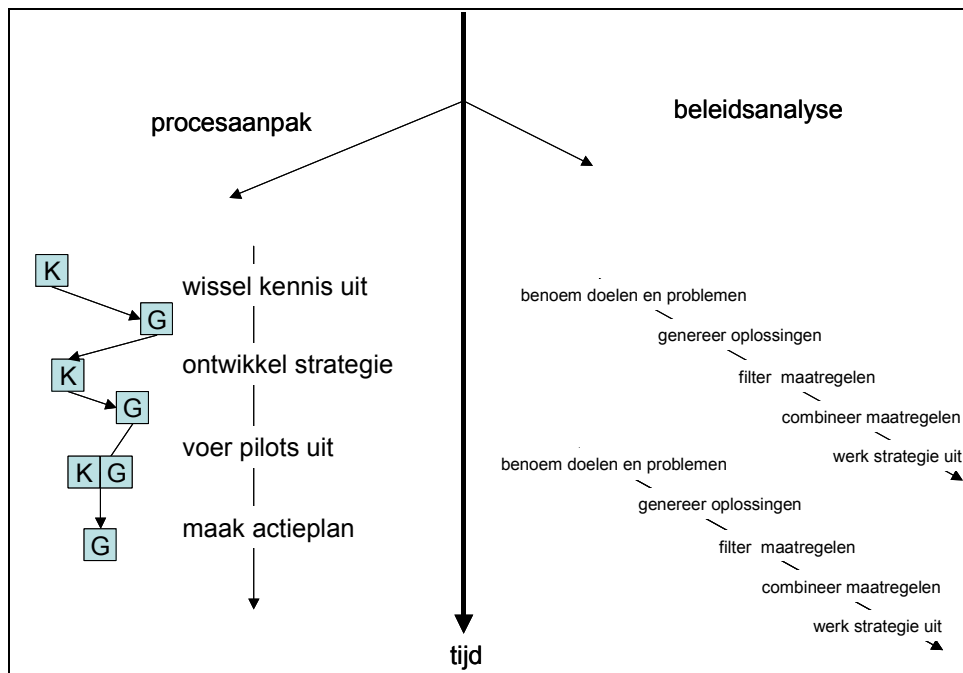 procesaanpak
K
wissel kennis uit
G
K
ontwikkel strategie
G
voer pilots uit
K G
maak actieplan
G
tijd
beleidsanalyse
benoem doelen en problemen
genereer oplossingen
filter maatregelen
combineer maatregelen
werk strategie uit
benoem doelen en problemen
genereer oplossingen
filter maatregelen
combineer maatregelen
werk strategie uit